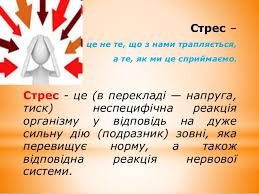 Стрес –
це не те, що з нами трапляється,
а те, як ми це сприймаємо.
Стрес - це (в перекладі — напруга,
тиск) неспецифічна реакція
організму у відповідь на дуже
сильну дію (подразник) зовні, яка
перевищує норму, а також
відповідна реакція нервової
системи.